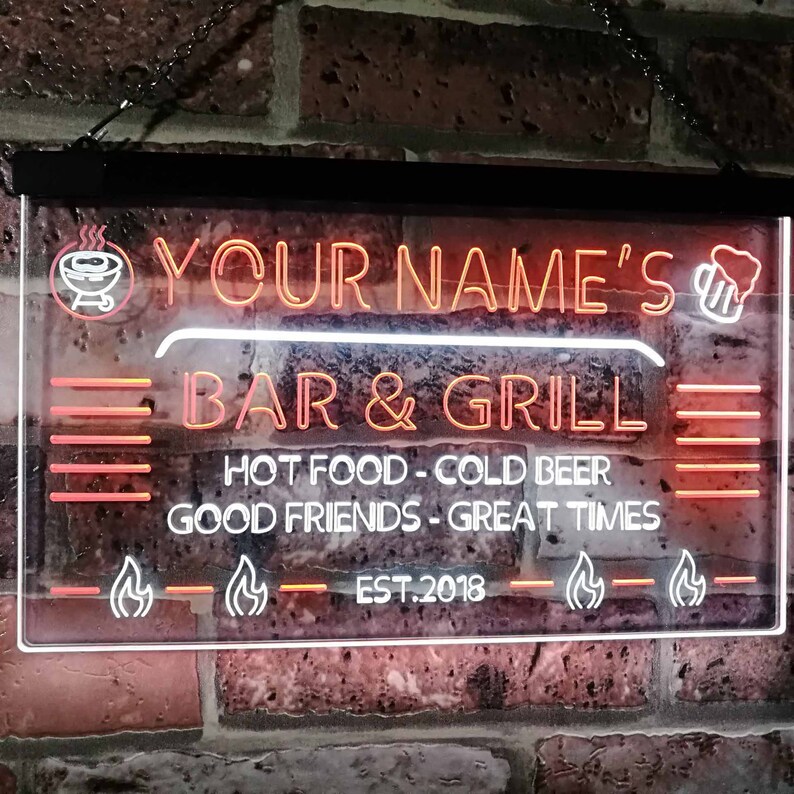 YOUR NAME'S
BAR & GRILL
HOT FOOD - COLD BEER
GOOD FRIENDS - GREAT TIMES
EST.2018